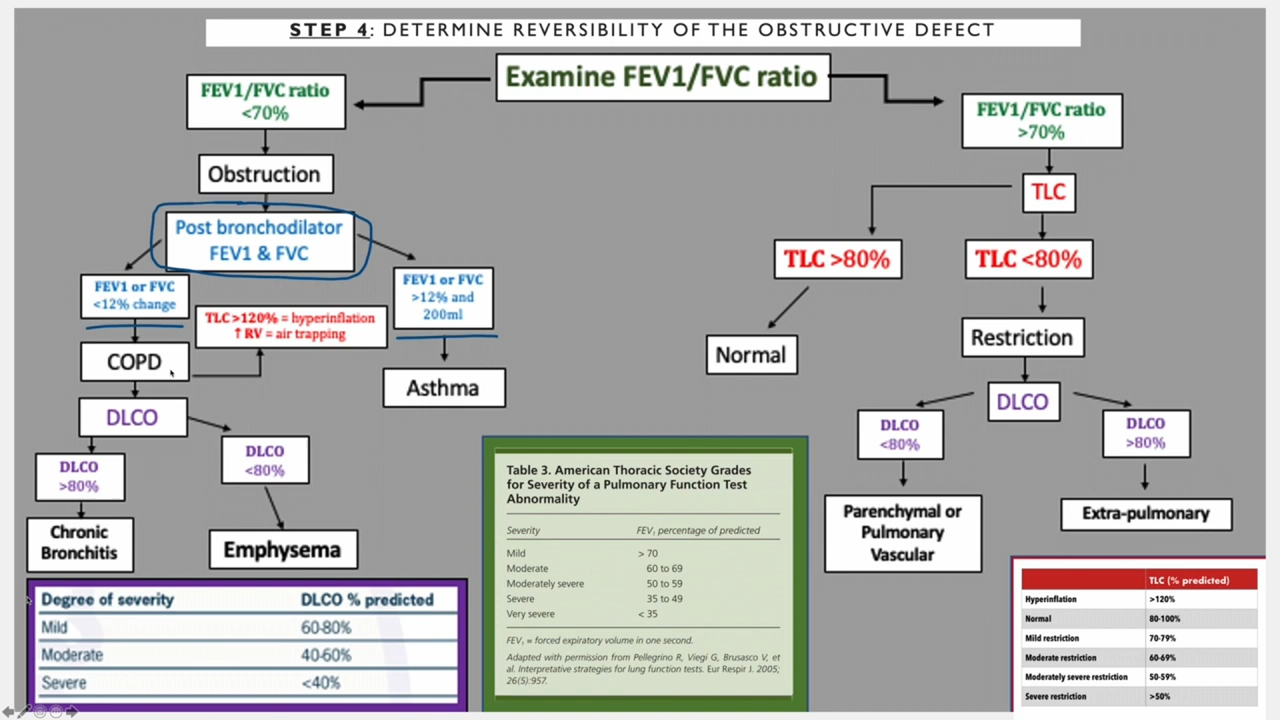 STEP 4: DETERMINE REVERSIBILITY OF THE OBSTRUCTIVE DEFECT
Examine FEV1/FVC ratio
FEV1/FVC ratio
<70%
Obstruction
Post bronchodilator
FEV1 & FVC
FEV1 or FVC
<12% change
FEV1 or FVC
>12% and
200ml
TLC >120% = hyperinflation
↑ RV = air trapping
COPD
Asthma
DLCO
DLCO
>80%
DLCO
<80%
Chronic
Bronchitis
Emphysema
FEV1/FVC ratio
>70%
TLC
TLC >80%
TLC <80%
Normal
Restriction
DLCO
DLCO
<80%
DLCO
>80%
Parenchymal or
Pulmonary
Vascular
Extra-pulmonary
Degree of severity DLCO % predicted
Mild 60-80%
Moderate 40-60%
Severe <40%
Table 3. American Thoracic Society Grades
for Severity of a Pulmonary Function Test
Abnormality
Severity FEV₁ percentage of predicted
Mild > 70
Moderate 60 to 69
Moderately severe 50 to 59
Severe 35 to 49
Very severe < 35
FEV₁ = forced expiratory volume in one second.
Adapted with permission from Pellegrino R, Viegi G, Brusasco V, et
al. Interpretative strategies for lung function tests. Eur Respir J. 2005;
26(5):957.
TLC (% predicted)
Hyperinflation >120%
Normal 80-100%
Mild restriction 70-79%
Moderate restriction 60-69%
Moderately severe restriction 50-59%
Severe restriction >50%